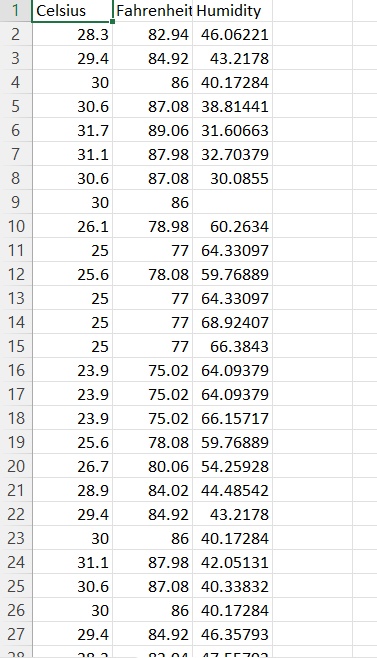 1 Celsius Fahrenheit Humidity
2 28.3 82.94 46.06221
3 29.4 84.92 43.2178
4 30 86 40.17284
5 30.6 87.08 38.81441
6 31.7 89.06 31.60663
7 31.1 87.98 32.70379
8 30.6 87.08 30.0855
9 30 86
10 26.1 78.98 60.2634
11 25 77 64.33097
12 25.6 78.08 59.76889
13 25 77 64.33097
14 25 77 68.92407
15 25 77 66.3843
16 23.9 75.02 64.09379
17 23.9 75.02 64.09379
18 23.9 75.02 66.15717
19 25.6 78.08 59.76889
20 26.7 80.06 54.25928
21 28.9 84.02 44.48542
22 29.4 84.92 43.2178
23 30 86 40.17284
24 31.1 87.98 42.05131
25 30.6 87.08 40.33832
26 30 86 40.17284
27 29.4 84.92 46.35793